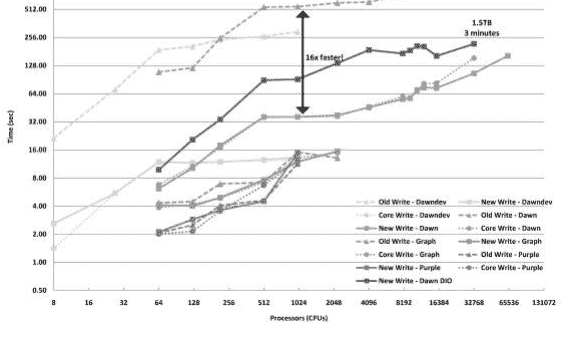 512.00
256.00
128.00
64.00
32.00
16.00
8.00
4.00
2.00
1.00
0.50
Time (sec)
1.5TB
3 minutes
16x faster!
Old Write - Dawndev
New Write - Dawndev
Core Write - Dawndev
Old Write - Dawn
New Write - Dawn
Core Write - Dawn
Old Write - Graph
New Write - Graph
Core Write - Graph
Old Write - Purple
New Write - Purple
Core Write - Purple
New Write - Dawn DIO
8 16 32 64 128 256 512 1024 2048 4096 8192 16384 32768 65536 131072
Processors (CPUs)